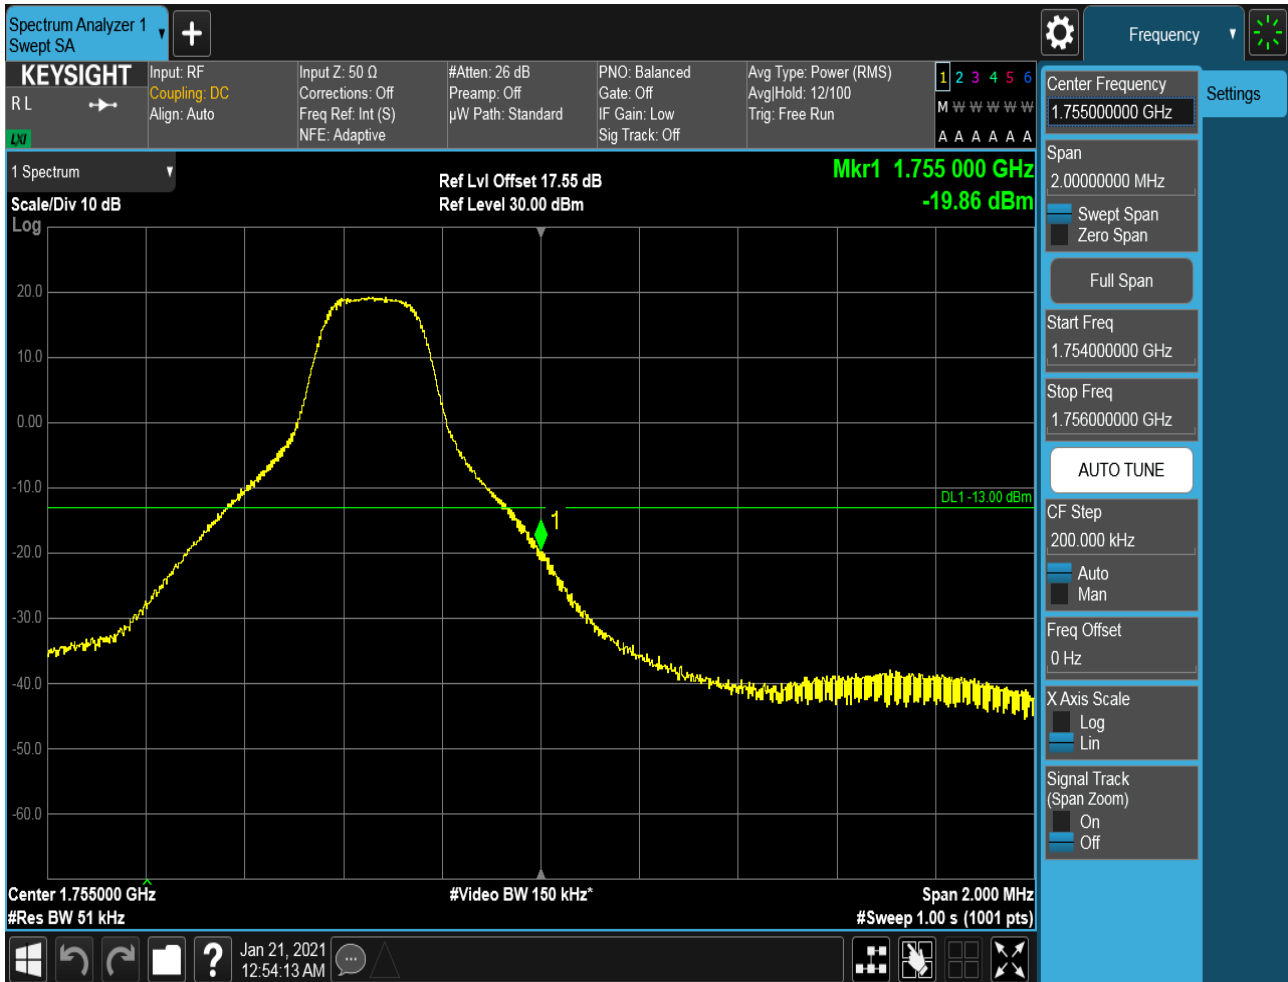 Spectrum Analyzer 1
Swept SA
+
Frequency
KEYSIGHT
R L
LXI
Input: RF
Coupling: DC
Align: Auto
Input Z: 50 Ω
Corrections: Off
Freq Ref: Int (S)
NFE: Adaptive
#Atten: 26 dB
Preamp: Off
µW Path: Standard
PNO: Balanced
Gate: Off
IF Gain: Low
Sig Track: Off
Avg Type: Power (RMS)
Avg|Hold: 12/100
Trig: Free Run
1 2 3 4 5 6
M W W W W W
A A A A A A
1 Spectrum
Scale/Div 10 dB
Log
Ref Lvl Offset 17.55 dB
Ref Level 30.00 dBm
Mkr1 1.755 000 GHz
-19.86 dBm
20.0
10.0
0.00
-10.0
-20.0
-30.0
-40.0
-50.0
-60.0
DL1 -13.00 dBm
1
Center 1.755000 GHz
#Res BW 51 kHz
#Video BW 150 kHz*
Span 2.000 MHz
#Sweep 1.00 s (1001 pts)
Center Frequency
1.755000000 GHz
Settings
Span
2.00000000 MHz
Swept Span
Zero Span
Full Span
Start Freq
1.754000000 GHz
Stop Freq
1.756000000 GHz
AUTO TUNE
CF Step
200.000 kHz
Auto
Man
Freq Offset
0 Hz
X Axis Scale
Log
Lin
Signal Track
(Span Zoom)
On
Off
?
Jan 21, 2021
12:54:13 AM